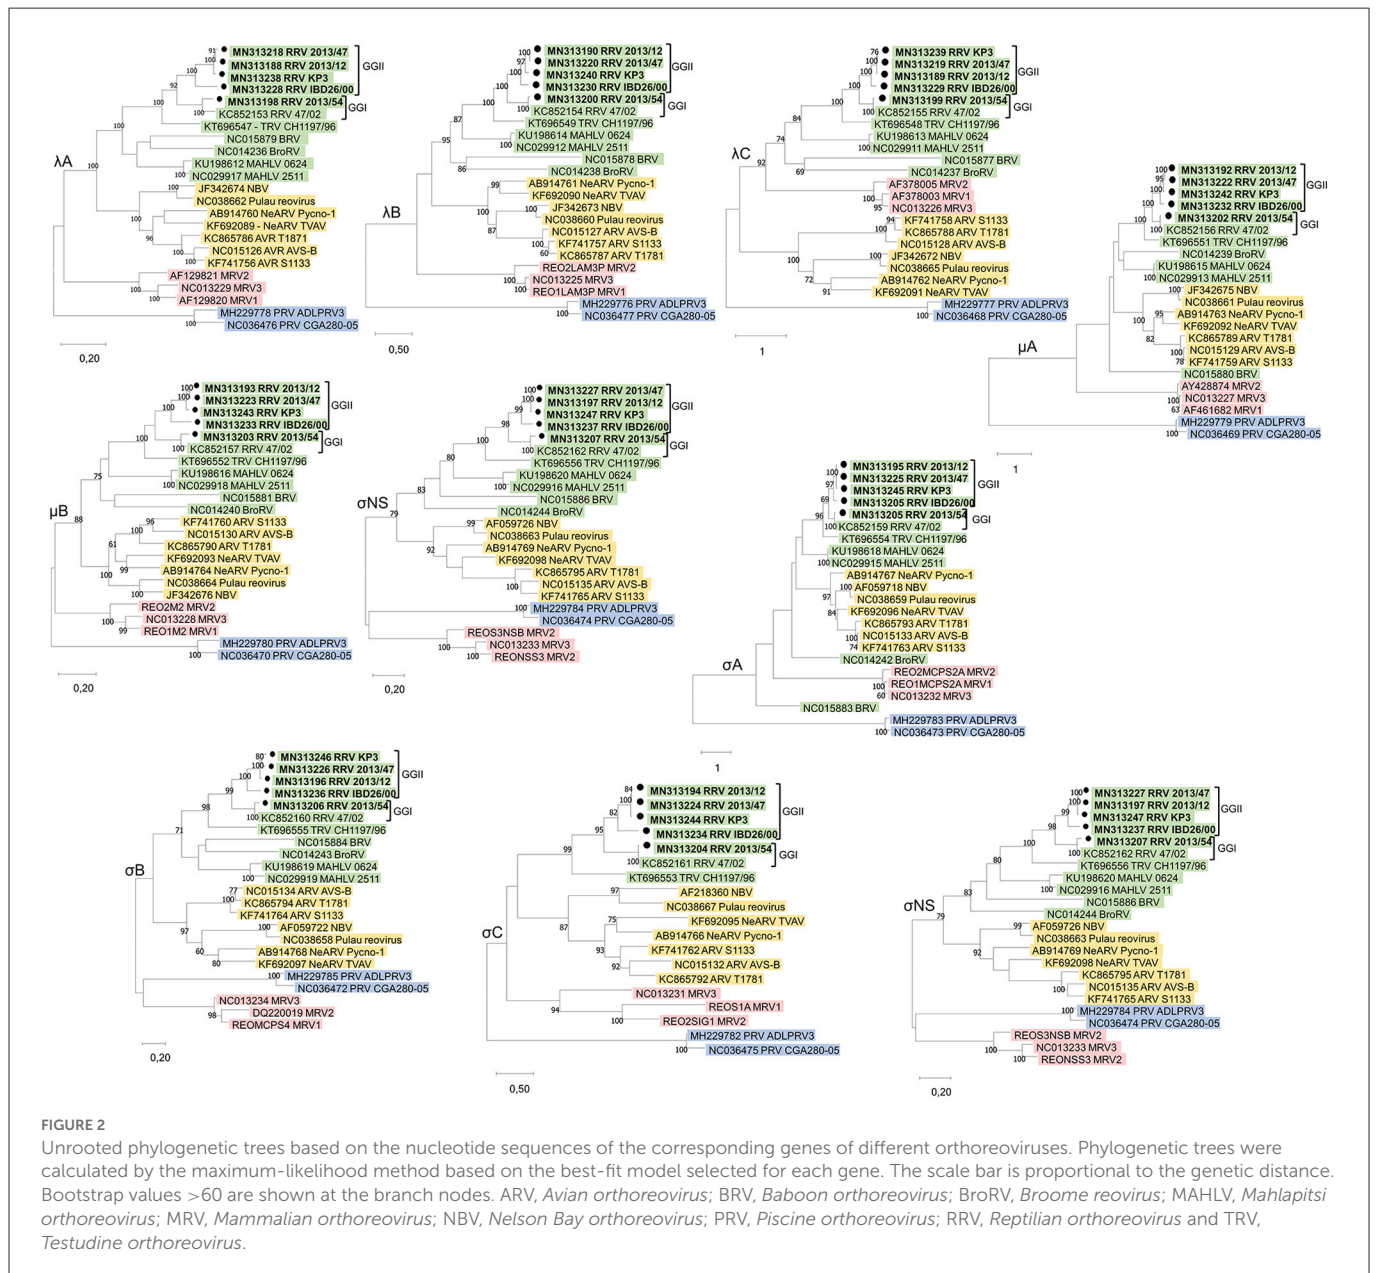 MN313218 RRV 2013/47
MN313188 RRV 2013/12
MN313238 RRV KP3
MN313228 RRV IBD26/00
GGII
MN313198 RRV 2013/54
KC852153 RRV 47/02
GGI
KT696547 - TRV CH1197/96
NC015879 BRV
NC014236 BroRV
KU198612 MAHLV 0624
NC029917 MAHLV 2511
JF342674 NBV
NC038662 Pulau reovirus
AB914760 NeARV Pycno-1
KF692089 - NeARV TVAV
KC865786 AVR T1871
NC015126 AVR AVS-B
KF741756 AVR S1133
AF129821 MRV2
NC013229 MRV3
AF129820 MRV1
MH229778 PRV ADLPRV3
NC036476 PRV CGA280-05
λA
91
100
100
92
100
100
100
100
100
100
96
100
100
100
100
0,20
MN313190 RRV 2013/12
MN313220 RRV 2013/47
MN313240 RRV KP3
MN313230 RRV IBD26/00
GGII
MN313200 RRV 2013/54
KC852154 RRV 47/02
GGI
KT696549 TRV CH1197/96
KU198614 MAHLV 0624
NC029912 MAHLV 2511
NC015878 BRV
NC014238 BroRV
AB914761 NeARV Pycno-1
KF692090 NeARV TVAV
JF342673 NBV
NC038660 Pulau reovirus
NC015127 ARV AVS-B
KF741757 ARV S1133
KC865787 ARV T1781
REO2LAM3P MRV2
NC013225 MRV3
REO1LAM3P MRV1
MH229776 PRV ADLPRV3
NC036477 PRV CGA280-05
λB
0,50
MN313239 RRV KP3
MN313219 RRV 2013/47
MN313189 RRV 2013/12
MN313229 RRV IBD26/00
GGII
MN313199 RRV 2013/54
KC852155 RRV 47/02
GGI
KT696548 TRV CH1197/96
KU198613 MAHLV 0624
NC029911 MAHLV 2511
NC015877 BRV
NC014237 BroRV
AF378005 MRV2
AF378003 MRV1
NC013226 MRV3
KF741758 ARV S1133
KC865788 ARV T1781
NC015128 ARV AVS-B
JF342672 NBV
NC038665 Pulau reovirus
AB914762 NeARV Pycno-1
KF692091 NeARV TVAV
MH229777 PRV ADLPRV3
NC036468 PRV CGA280-05
λC
1
MN313192 RRV 2013/12
MN313222 RRV 2013/47
MN313242 RRV KP3
MN313232 RRV IBD26/00
GGII
MN313202 RRV 2013/54
KC852156 RRV 47/02
GGI
KT696551 TRV CH1197/96
NC014239 BroRV
KU198615 MAHLV 0624
NC029913 MAHLV 2511
JF342675 NBV
NC038661 Pulau reovirus
AB914763 NeARV Pycno-1
KF692092 NeARV TVAV
KC865789 ARV T1781
NC015129 ARV AVS-B
KF741759 ARV S1133
NC015880 BRV
AY428874 MRV2
NC013227 MRV3
AF461682 MRV1
MH229779 PRV ADLPRV3
NC036469 PRV CGA280-05
μA
1
MN313193 RRV 2013/12
MN313223 RRV 2013/47
MN313243 RRV KP3
MN313233 RRV IBD26/00
GGII
MN313203 RRV 2013/54
KC852157 RRV 47/02
GGI
KT696552 TRV CH1197/96
KU198616 MAHLV 0624
NC029918 MAHLV 2511
NC015881 BRV
NC014240 BroRV
KF741760 ARV S1133
NC015130 ARV AVS-B
KC865790 ARV T1781
KF692093 NeARV TVAV
AB914764 NeARV Pycno-1
NC038664 Pulau reovirus
JF342676 NBV
REO2M2 MRV2
NC013228 MRV3
REO1M2 MRV1
MH229780 PRV ADLPRV3
NC036470 PRV CGA280-05
μB
0,20
MN313227 RRV 2013/47
MN313197 RRV 2013/12
MN313247 RRV KP3
MN313237 RRV IBD26/00
GGII
MN313207 RRV 2013/54
KC852162 RRV 47/02
GGI
KT696556 TRV CH1197/96
KU198620 MAHLV 0624
NC029916 MAHLV 2511
NC015886 BRV
NC014244 BroRV
AF059726 NBV
NC038663 Pulau reovirus
AB914769 NeARV Pycno-1
KF692098 NeARV TVAV
KC865795 ARV T1781
NC015135 ARV AVS-B
KF741765 ARV S1133
MH229784 PRV ADLPRV3
NC036474 PRV CGA280-05
REOS3NSB MRV2
NC013233 MRV3
REONSS3 MRV2
σNS
0,20
MN313195 RRV 2013/12
MN313225 RRV 2013/47
MN313245 RRV KP3
MN313205 RRV IBD26/00
GGII
MN313205 RRV 2013/54
KC852159 RRV 47/02
GGI
KT696554 TRV CH1197/96
KU198618 MAHLV 0624
NC029915 MAHLV 2511
AB914767 NeARV Pycno-1
AF059718 NBV
NC038659 Pulau reovirus
KF692096 NeARV TVAV
KC865793 ARV T1781
NC015133 ARV AVS-B
KF741763 ARV S1133
NC014242 BroRV
REO2MCPS2A MRV2
REO1MCPS2A MRV1
NC013232 MRV3
NC015883 BRV
MH229783 PRV ADLPRV3
NC036473 PRV CGA280-05
σA
1
MN313246 RRV KP3
MN313226 RRV 2013/47
MN313196 RRV 2013/12
MN313236 RRV IBD26/00
GGII
MN313206 RRV 2013/54
KC852160 RRV 47/02
GGI
KT696555 TRV CH1197/96
NC015884 BRV
NC014243 BroRV
KU198619 MAHLV 0624
NC029919 MAHLV 2511
NC015134 ARV AVS-B
KC865794 ARV T1781
KF741764 ARV S1133
AF059722 NBV
NC038658 Pulau reovirus
AB914768 NeARV Pycno-1
KF692097 NeARV TVAV
MH229785 PRV ADLPRV3
NC036472 PRV CGA280-05
NC013234 MRV3
DQ220019 MRV2
REOMCPS4 MRV1
σB
0,20
MN313194 RRV 2013/12
MN313224 RRV 2013/47
MN313244 RRV KP3
MN313234 RRV IBD26/00
GGII
MN313204 RRV 2013/54
KC852161 RRV 47/02
GGI
KT696553 TRV CH1197/96
AF218360 NBV
NC038667 Pulau reovirus
KF692095 NeARV TVAV
AB914766 NeARV Pycno-1
KF741762 ARV S1133
NC015132 ARV AVS-B
KC865792 ARV T1781
NC013231 MRV3
REOS1A MRV1
REO2SIG1 MRV2
MH229782 PRV ADLPRV3
NC036475 PRV CGA280-05
σC
0,50
MN313227 RRV 2013/47
MN313197 RRV 2013/12
MN313247 RRV KP3
MN313237 RRV IBD26/00
GGII
MN313207 RRV 2013/54
KC852162 RRV 47/02
GGI
KT696556 TRV CH1197/96
KU198620 MAHLV 0624
NC029916 MAHLV 2511
NC015886 BRV
NC014244 BroRV
AF059726 NBV
NC038663 Pulau reovirus
AB914769 NeARV Pycno-1
KF692098 NeARV TVAV
KC865795 ARV T1781
NC015135 ARV AVS-B
KF741765 ARV S1133
MH229784 PRV ADLPRV3
NC036474 PRV CGA280-05
REOS3NSB MRV2
NC013233 MRV3
REONSS3 MRV2
σNS
0,20
FIGURE 2
Unrooted phylogenetic trees based on the nucleotide sequences of the corresponding genes of different orthoreoviruses. Phylogenetic trees were
calculated by the maximum-likelihood method based on the best-fit model selected for each gene. The scale bar is proportional to the genetic distance.
Bootstrap values >60 are shown at the branch nodes. ARV, Avian orthoreovirus; BRV, Baboon orthoreovirus; BroRV, Broome reovirus; MAHLV, Mahlapitsi
orthoreovirus; MRV, Mammalian orthoreovirus; NBV, Nelson Bay orthoreovirus; PRV, Piscine orthoreovirus; RRV, Reptilian orthoreovirus and TRV,
Testudine orthoreovirus.